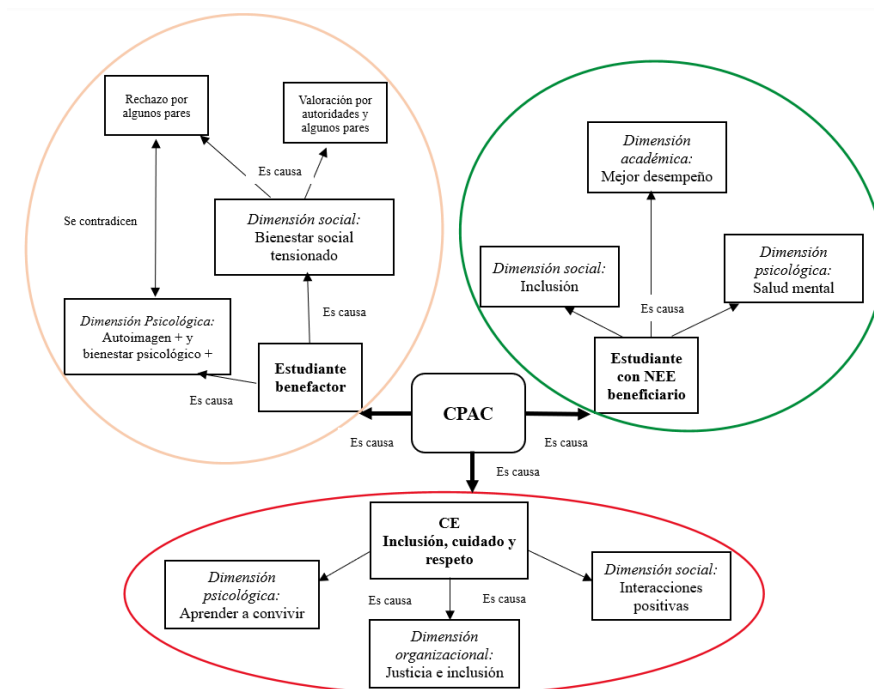 Rechazo por
algunos pares
Valoración por
autoridades y
algunos pares
Es causa
Se contradicen
Dimensión social:
Bienestar social
tensionado
Es causa
Dimensión Psicológica:
Autoimagen + y
bienestar psicológico +
Es causa
Estudiante
benefactor
Dimensión
académica:
Mejor desempeño
Dimensión social:
Inclusión
Dimensión
psicológica:
Salud mental
Es causa
Estudiante
con NEE
beneficiario
CPAC
Es causa
Es causa
Es causa
CE
Inclusión, cuidado y
respeto
Dimensión
psicológica:
Aprender a convivir
Es causa
Es causa
Dimensión social:
Interacciones
positivas
Dimensión
organizacional:
Justicia e inclusión